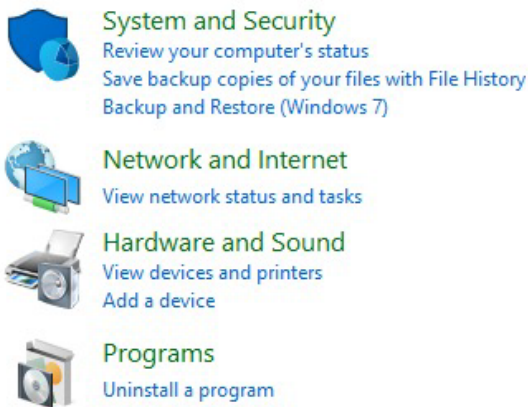 System and Security
Review your computer's status
Save backup copies of your files with File History
Backup and Restore (Windows 7)
Network and Internet
View network status and tasks
Hardware and Sound
View devices and printers
Add a device
Programs
Uninstall a program